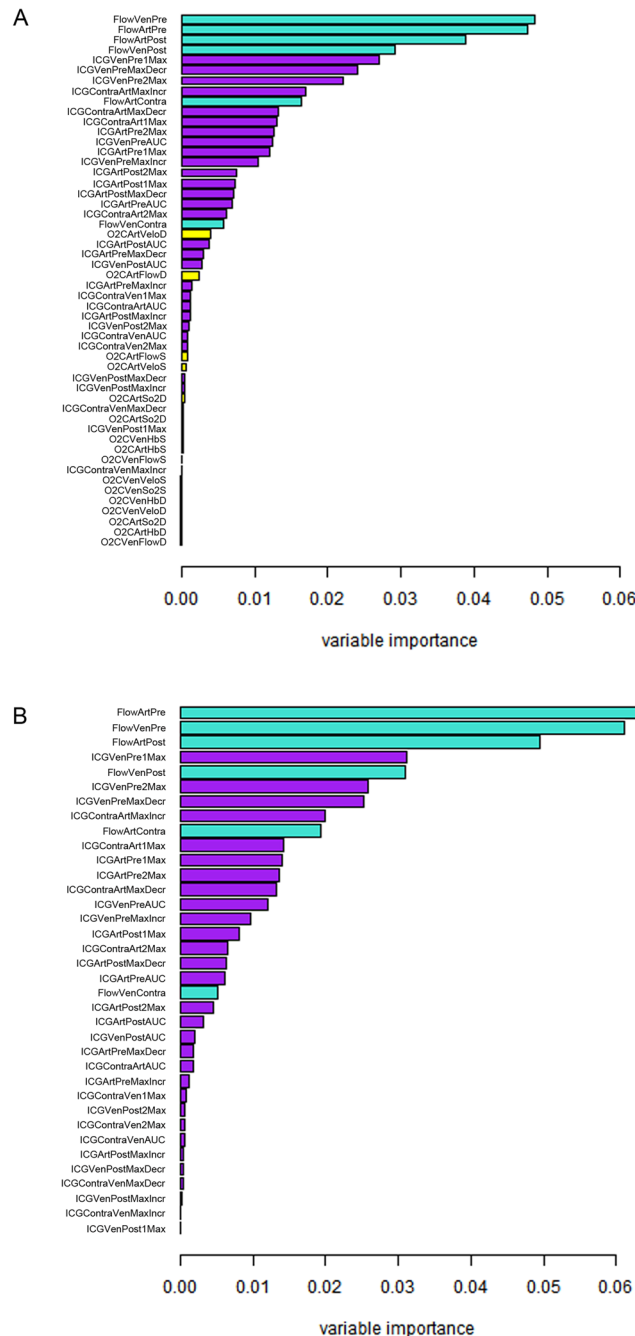 A
FlowVenPre
FlowArtPre
FlowArtPost
FlowVenPost
ICGVenPre1Max
ICGVenPreMaxDecr
ICGVenPre2Max
ICGContraArtMaxIncr
FlowArtContra
ICGContraArtMaxDecr
ICGContraArt1Max
ICGArtPre2Max
ICGVenPreAUC
ICGArtPre1Max
ICGVenPreMaxIncr
ICGArtPost2Max
ICGArtPost1Max
ICGArtPostMaxDecr
ICGArtPreAUC
ICGContraArt2Max
FlowVenContra
O2CArtVeloD
ICGArtPostAUC
ICGArtPreMaxDecr
ICGVenPostAUC
O2CArtFlowD
ICGArtPreMaxIncr
ICGContraVen1Max
ICGContraArtAUC
ICGArtPostMaxIncr
ICGVenPost2Max
ICGContraVenAUC
ICGContraVen2Max
O2CArtFlowS
O2CArtVeloS
ICGVenPostMaxDecr
ICGVenPostMaxIncr
O2CArtSo2D
ICGContraVenMaxDecr
O2CArtSo2D
ICGVenPost1Max
O2CVenHbS
O2CArtHbS
O2CVenFlowS
ICGContraVenMaxIncr
O2CVenVeloS
O2CVenSo2S
O2CVenHbD
O2CVenVeloD
O2CArtSo2D
O2CArtHbD
O2CVenFlowD
0.00 0.01 0.02 0.03 0.04 0.05 0.06
variable importance
B
FlowArtPre
FlowVenPre
FlowArtPost
ICGVenPre1Max
FlowVenPost
ICGVenPre2Max
ICGVenPreMaxDecr
ICGContraArtMaxIncr
FlowArtContra
ICGContraArt1Max
ICGArtPre1Max
ICGArtPre2Max
ICGContraArtMaxDecr
ICGVenPreAUC
ICGVenPreMaxIncr
ICGArtPost1Max
ICGContraArt2Max
ICGArtPostMaxDecr
ICGArtPreAUC
FlowVenContra
ICGArtPost2Max
ICGArtPostAUC
ICGVenPostAUC
ICGArtPreMaxDecr
ICGContraArtAUC
ICGArtPreMaxIncr
ICGContraVen1Max
ICGVenPost2Max
ICGContraVen2Max
ICGContraVenAUC
ICGArtPostMaxIncr
ICGVenPostMaxDecr
ICGContraVenMaxDecr
ICGVenPostMaxIncr
ICGContraVenMaxIncr
ICGVenPost1Max
0.00 0.01 0.02 0.03 0.04 0.05 0.06
variable importance